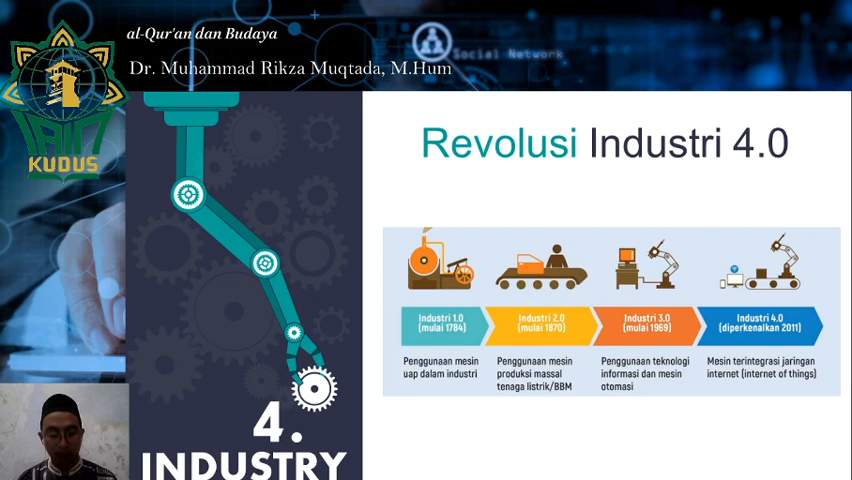 al-Qur'an dan Budaya
Dr. Muhammad Rikza Muqtada, M.Hum
Social Network
IAIN
KUDUS
Revolusi Industri 4.0
Industri 1.0
(mulai 1784)
Industri 2.0
(mulai 1870)
Industri 3.0
(mulai 1969)
Industri 4.0
(diperkenalkan 2011)
Penggunaan mesin
uap dalam industri
Penggunaan mesin
produksi massal
tenaga listrik/BBM
Penggunaan teknologi
informasi dan mesin
otomasi
Mesin terintegrasi jaringan
internet (internet of things)
4.
INDUSTRY